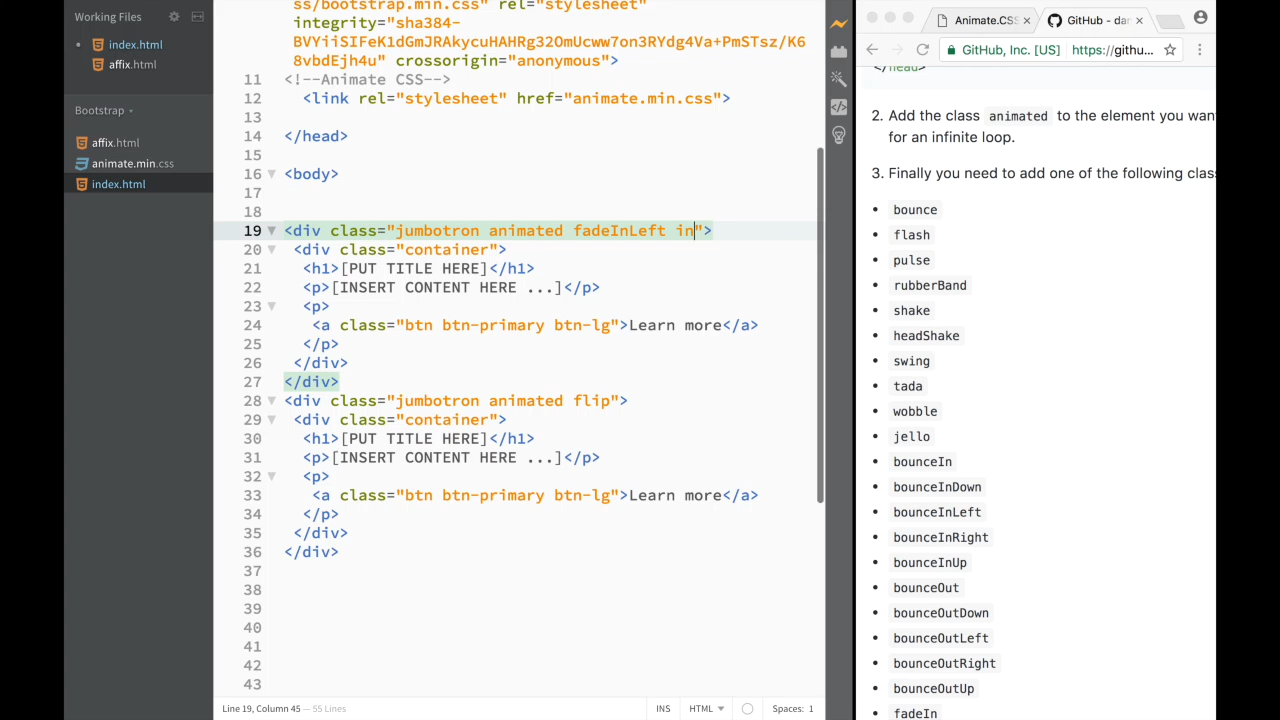 Working Files
index.html
affix.html
Bootstrap
affix.html
animate.min.css
index.html
ss/bootstrap.min.css" rel="stylesheet"
integrity="sha384-
BVYiiSIFeK1dGmJRAkycuHAHRg32OmUcww7on3RYdg4Va+PmSTsz/K6
8vbdEjh4u" crossorigin="anonymous">
11 <!--Animate CSS-->
12 <link rel="stylesheet" href="animate.min.css">
13
14 </head>
15
16 <body>
17
18
19 <div class="jumbotron animated fadeInLeft in">
20 <div class="container">
21 <h1>[PUT TITLE HERE]</h1>
22 <p>[INSERT CONTENT HERE ...]</p>
23 <p>
24 <a class="btn btn-primary btn-lg">Learn more</a>
25 </p>
26 </div>
27 </div>
28 <div class="jumbotron animated flip">
29 <div class="container">
30 <h1>[PUT TITLE HERE]</h1>
31 <p>[INSERT CONTENT HERE ...]</p>
32 <p>
33 <a class="btn btn-primary btn-lg">Learn more</a>
34 </p>
35 </div>
36 </div>
37
38
39
40
41
42
43
Line 19, Column 45 — 55 Lines
INS HTML Spaces: 1
Animate.CSS GitHub - dan
GitHub, Inc. [US] https://githu...
</head>
2. Add the class animated to the element you wan
for an infinite loop.
3. Finally you need to add one of the following clas
• bounce
• flash
• pulse
• rubberBand
• shake
• headShake
• swing
• tada
• wobble
• jello
• bounceIn
• bounceInDown
• bounceInLeft
• bounceInRight
• bounceInUp
• bounceOut
• bounceOutDown
• bounceOutLeft
• bounceOutRight
• bounceOutUp
• fadeIn